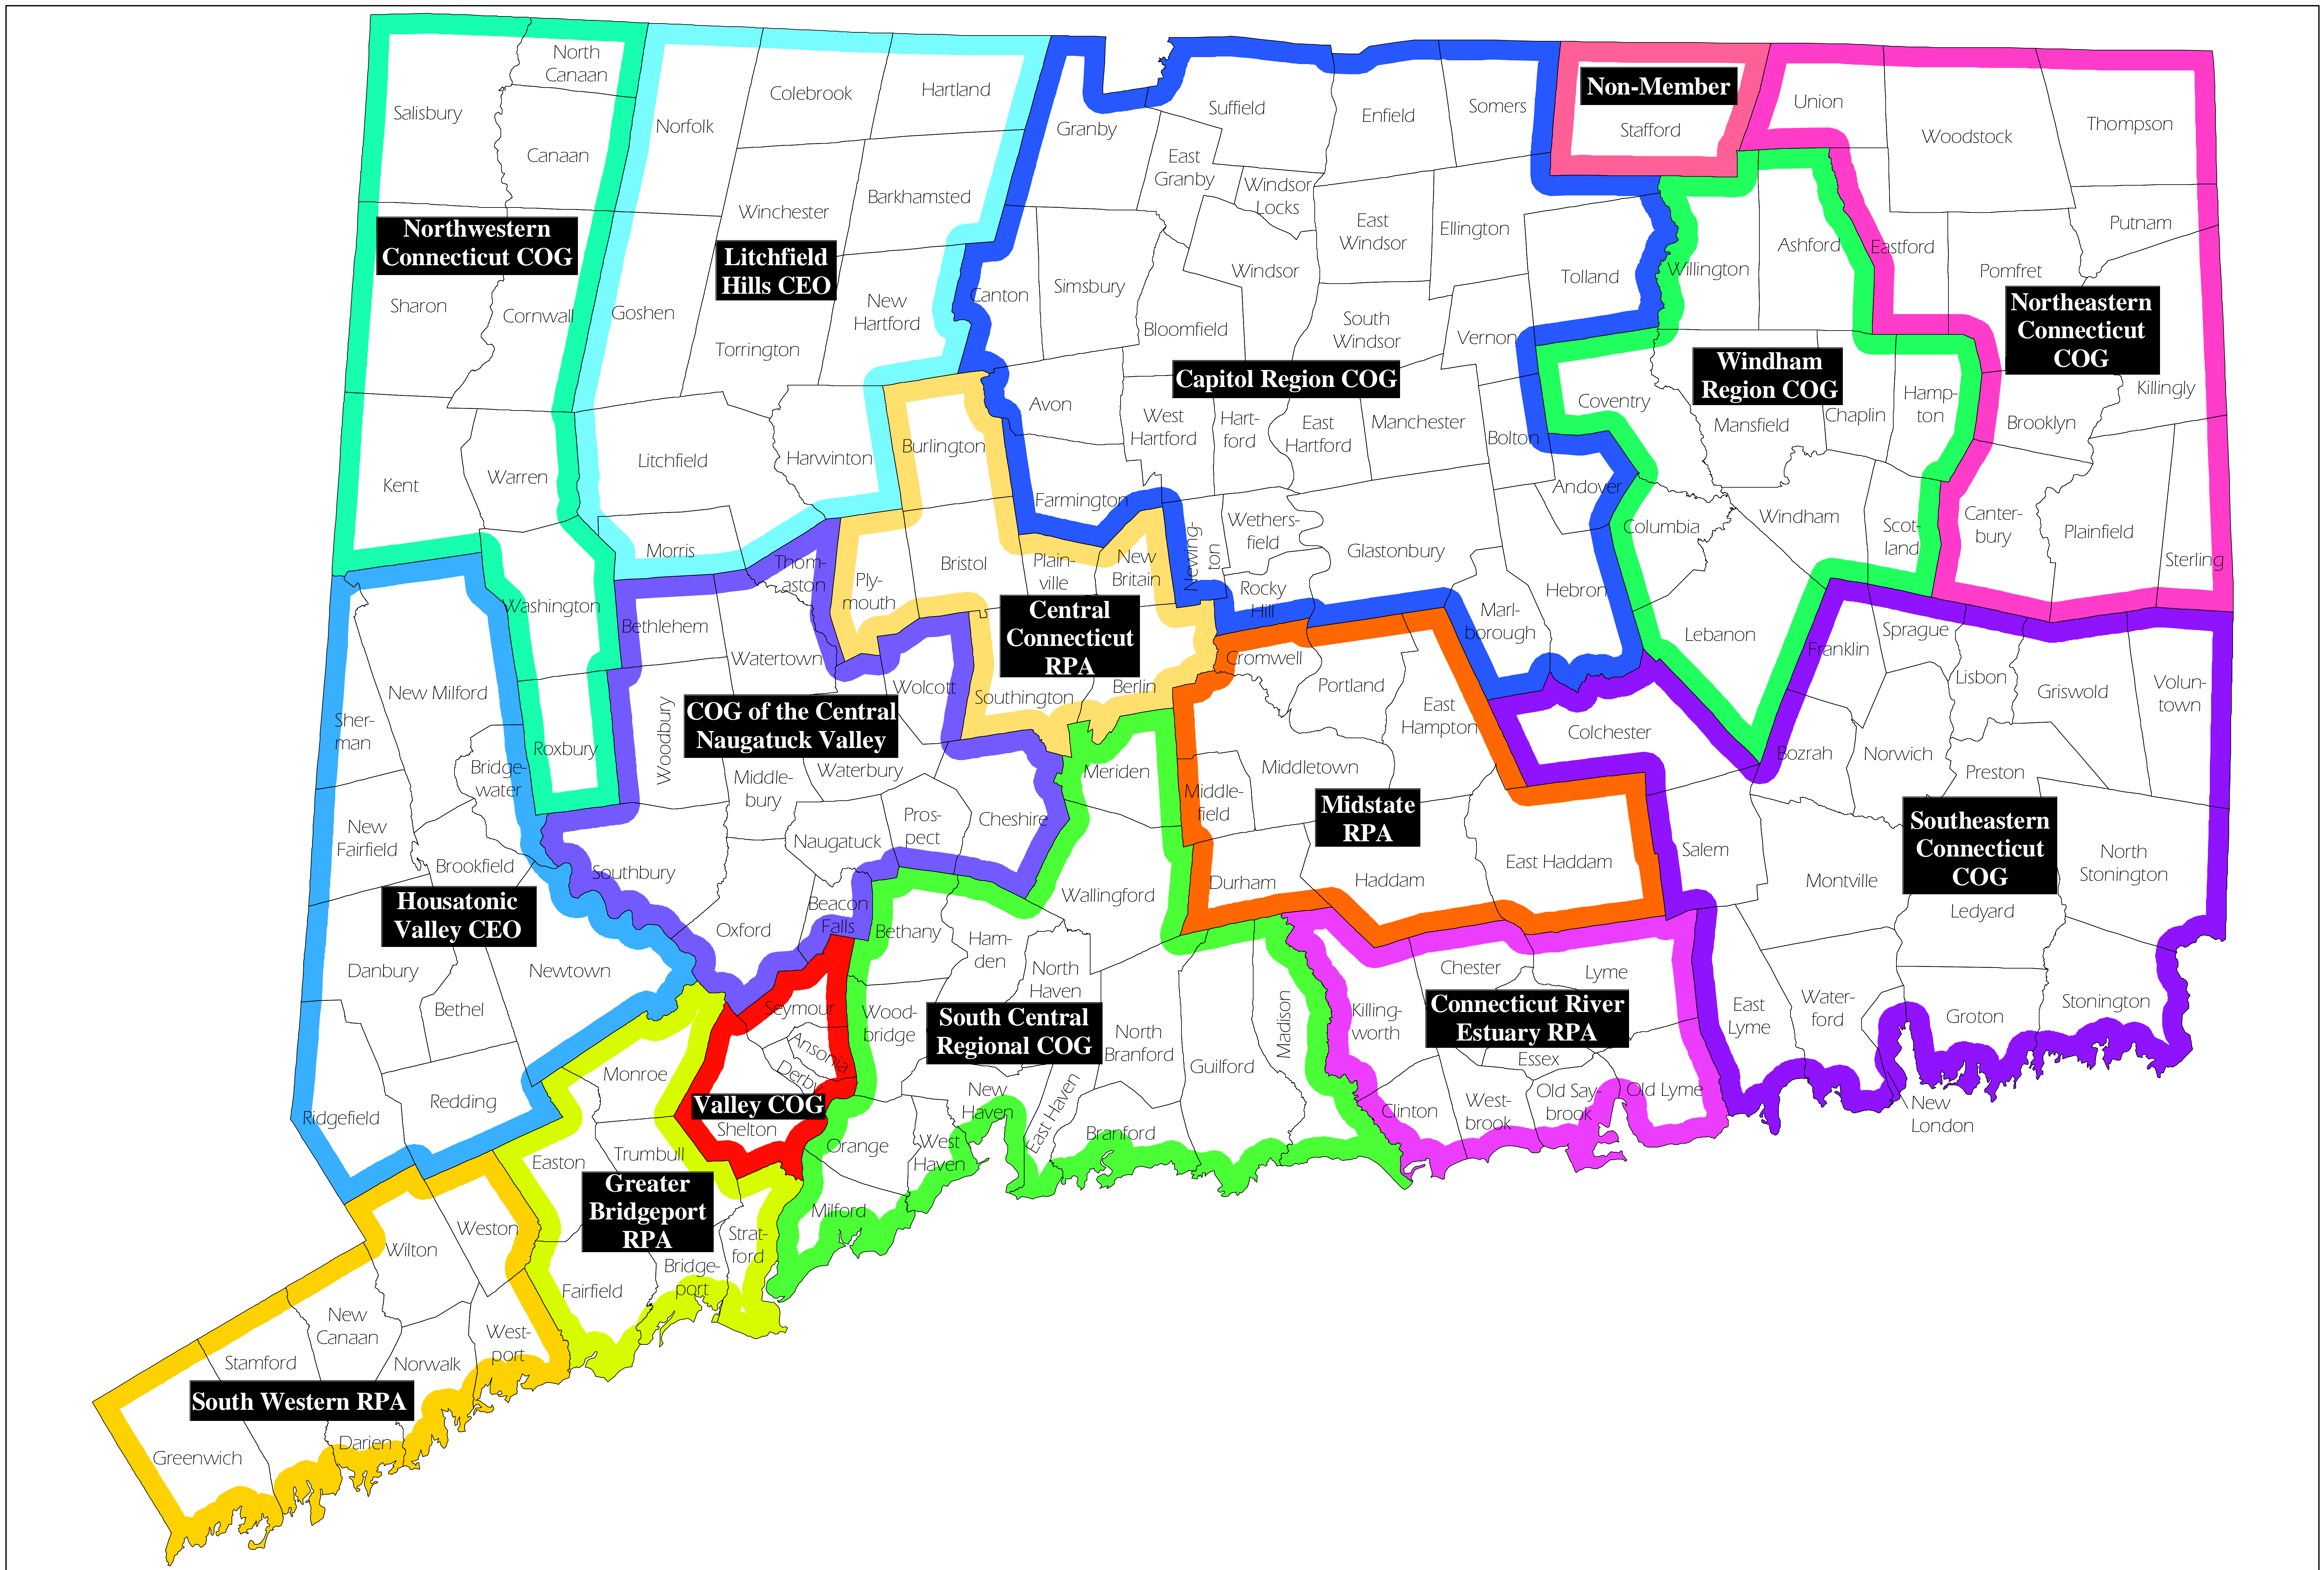 North
Canaan
Salisbury
Canaan
Northwestern
Connecticut COG
Sharon
Cornwall
Kent
Warren
Washington
Roxbury
Norfolk
Colebrook
Hartland
Winchester
Barkhamsted
Litchfield
Hills CEO
Goshen
New
Hartford
Torrington
Litchfield
Harwinton
Morris
Granby
Suffield
Enfield
Somers
East
Granby
Windsor
Locks
East
Windsor
Ellington
Canton
Simsbury
Windsor
Tolland
Bloomfield
South
Windsor
Vernon
Capitol Region COG
Avon
West
Hartford
Hart-
ford
East
Hartford
Manchester
Bolton
Farmington
Andover
Newing-
ton
Wethers-
field
Glastonbury
Rocky
Hill
Marl-
borough
Hebron
Non-Member
Stafford
Union
Woodstock
Thompson
Putnam
Eastford
Pomfret
Northeastern
Connecticut
COG
Killingly
Brooklyn
Canter-
bury
Plainfield
Sterling
Ashford
Willington
Windham
Region COG
Coventry
Mansfield
Chaplin
Hamp-
ton
Columbia
Windham
Scot-
land
Lebanon
Burlington
Bristol
Plain-
ville
New
Britain
Ply-
mouth
Central
Connecticut
RPA
Southington
Berlin
Thom-
aston
Bethlehem
Watertown
Wolcott
Woodbury
COG of the Central
Naugatuck Valley
Middle-
bury
Waterbury
Naugatuck
Pros-
pect
Cheshire
Southbury
Oxford
Beacon
Falls
New Milford
Sher-
man
Bridge-
water
New
Fairfield
Brookfield
Housatonic
Valley CEO
Danbury
Newtown
Bethel
Redding
Ridgefield
Cromwell
Portland
East
Hampton
Middletown
Middle-
field
Midstate
RPA
Durham
Haddam
East Haddam
Franklin
Sprague
Lisbon
Griswold
Volun-
town
Colchester
Bozrah
Norwich
Preston
Southeastern
Connecticut
COG
Salem
Montville
North
Stonington
Ledyard
East
Lyme
Water-
ford
Groton
Stonington
New
London
Meriden
Wallingford
Bethany
Ham-
den
North
Haven
Wood-
bridge
South Central
Regional COG
North
Branford
Guilford
Madison
New
Haven
East Haven
Branford
Orange
West
Haven
Milford
Killing-
worth
Chester
Lyme
Connecticut River
Estuary RPA
Essex
Clinton
West-
brook
Old Say-
brook
Old Lyme
Seymour
Ansonia
Derby
Valley COG
Shelton
Monroe
Trumbull
Easton
Greater
Bridgeport
RPA
Strat-
ford
Bridge-
port
Fairfield
Weston
Wilton
New
Canaan
West-
port
Stamford
Norwalk
South Western RPA
Darien
Greenwich